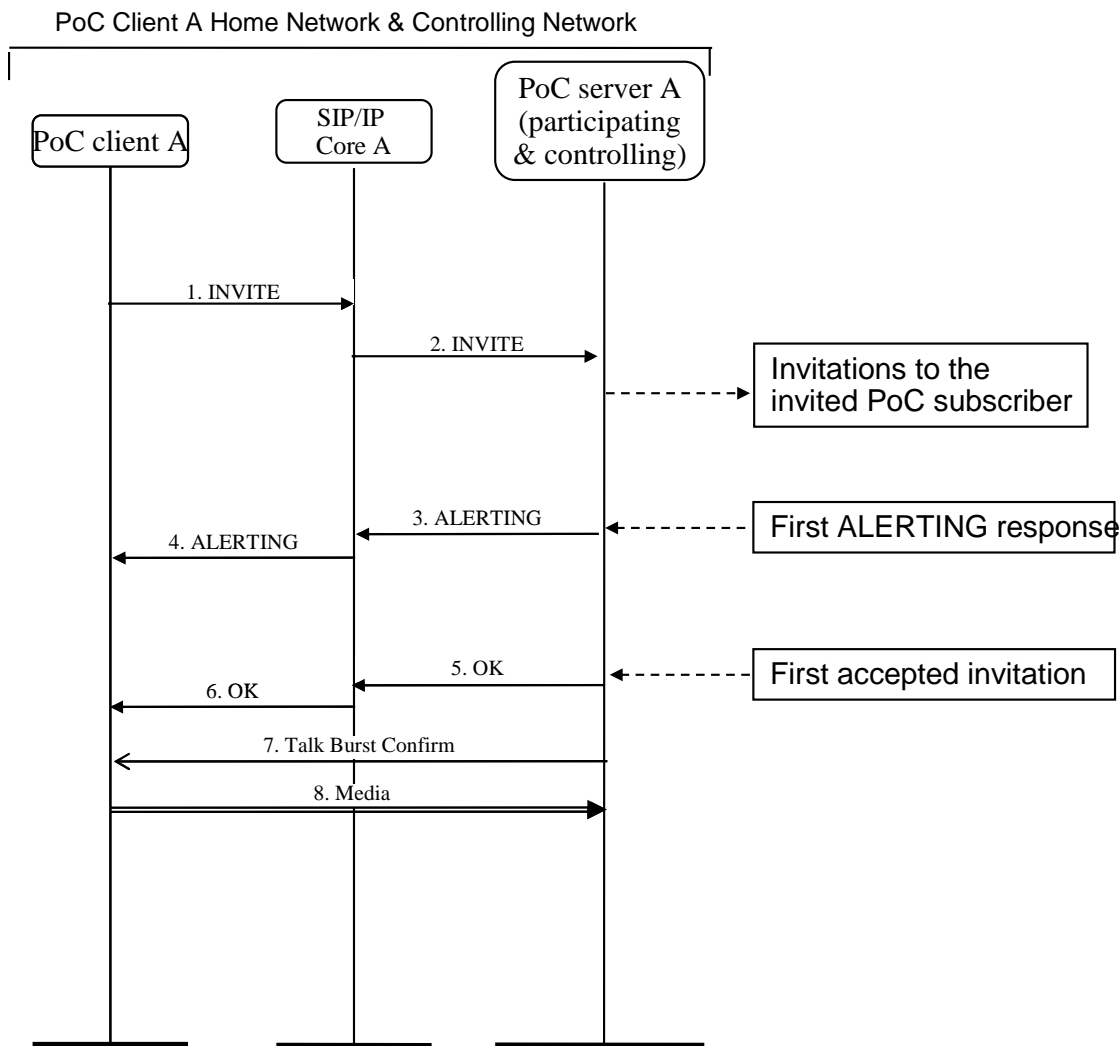 PoC Client A Home Network & Controlling Network
PoC client A
SIP/IP
Core A
PoC server A
(participating
& controlling)
1. INVITE
2. INVITE
Invitations to the
invited PoC subscriber
3. ALERTING
First ALERTING response
4. ALERTING
5. OK
First accepted invitation
6. OK
7. Talk Burst Confirm
8. Media